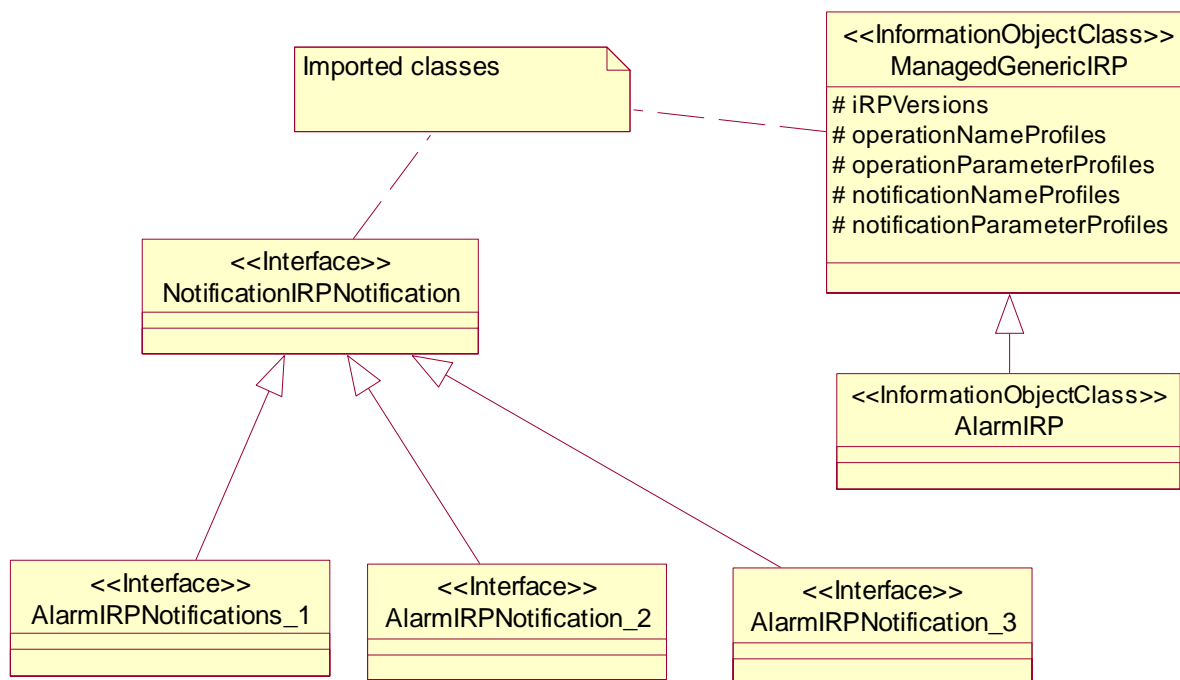 Imported classes
<<InformationObjectClass>>
ManagedGenericIRP
# iRPVersions
# operationNameProfiles
# operationParameterProfiles
# notificationNameProfiles
# notificationParameterProfiles
<<Interface>>
NotificationIRPNotification
<<InformationObjectClass>>
AlarmIRP
<<Interface>>
AlarmIRPNotifications_1
<<Interface>>
AlarmIRPNotification_2
<<Interface>>
AlarmIRPNotification_3